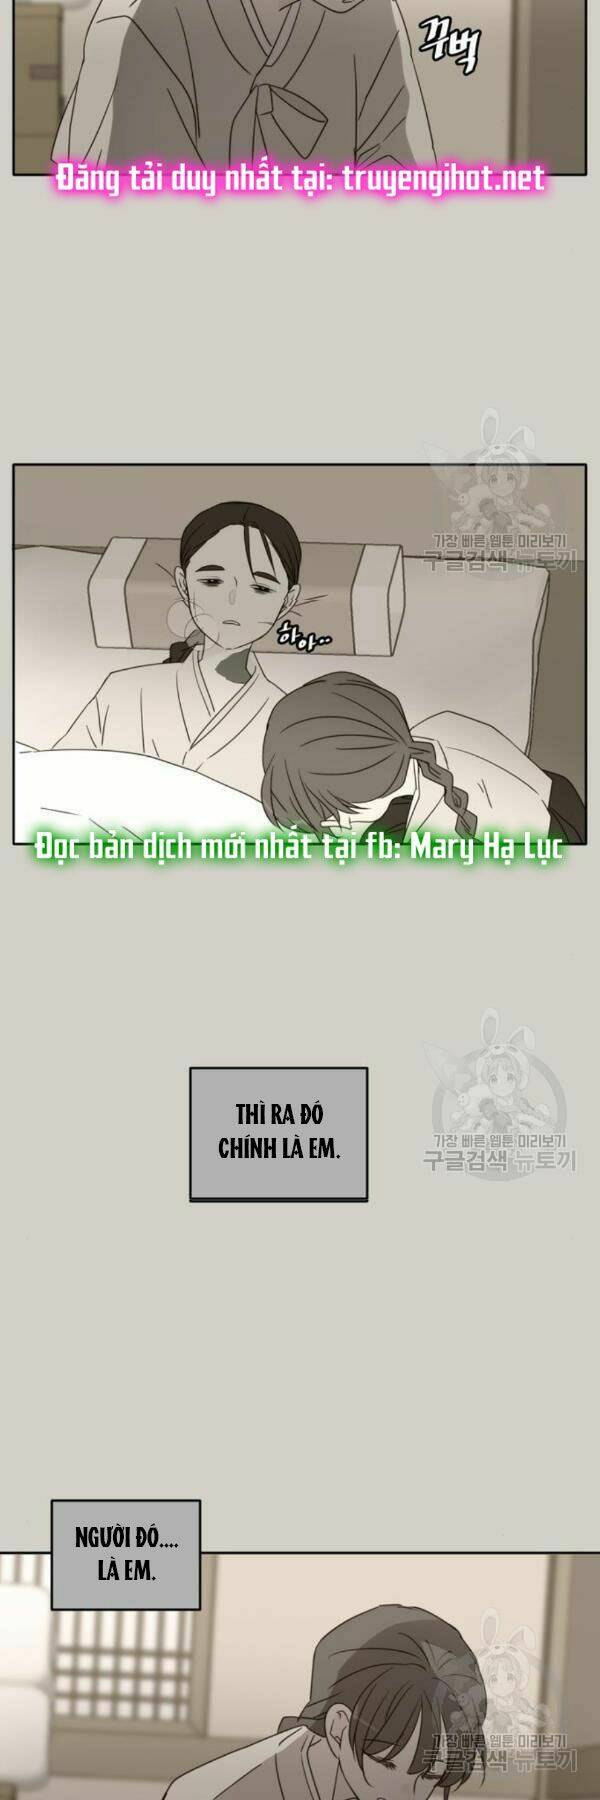 꾸벅
Đăng tải duy nhất tại: truyengihot.net
가장 빠른 웹툰 미리보기
구글검색 뉴토끼
하아..
Đọc bản dịch mới nhất tại fb: Mary Hạ Lục
THÌ RA ĐÓ
CHÍNH LÀ EM.
가장 빠른 웹툰 미리보기
구글검색 뉴토끼
NGƯỜI ĐÓ....
LÀ EM.
가장 빠른 웹툰 미리보기
구글검색 뉴토끼